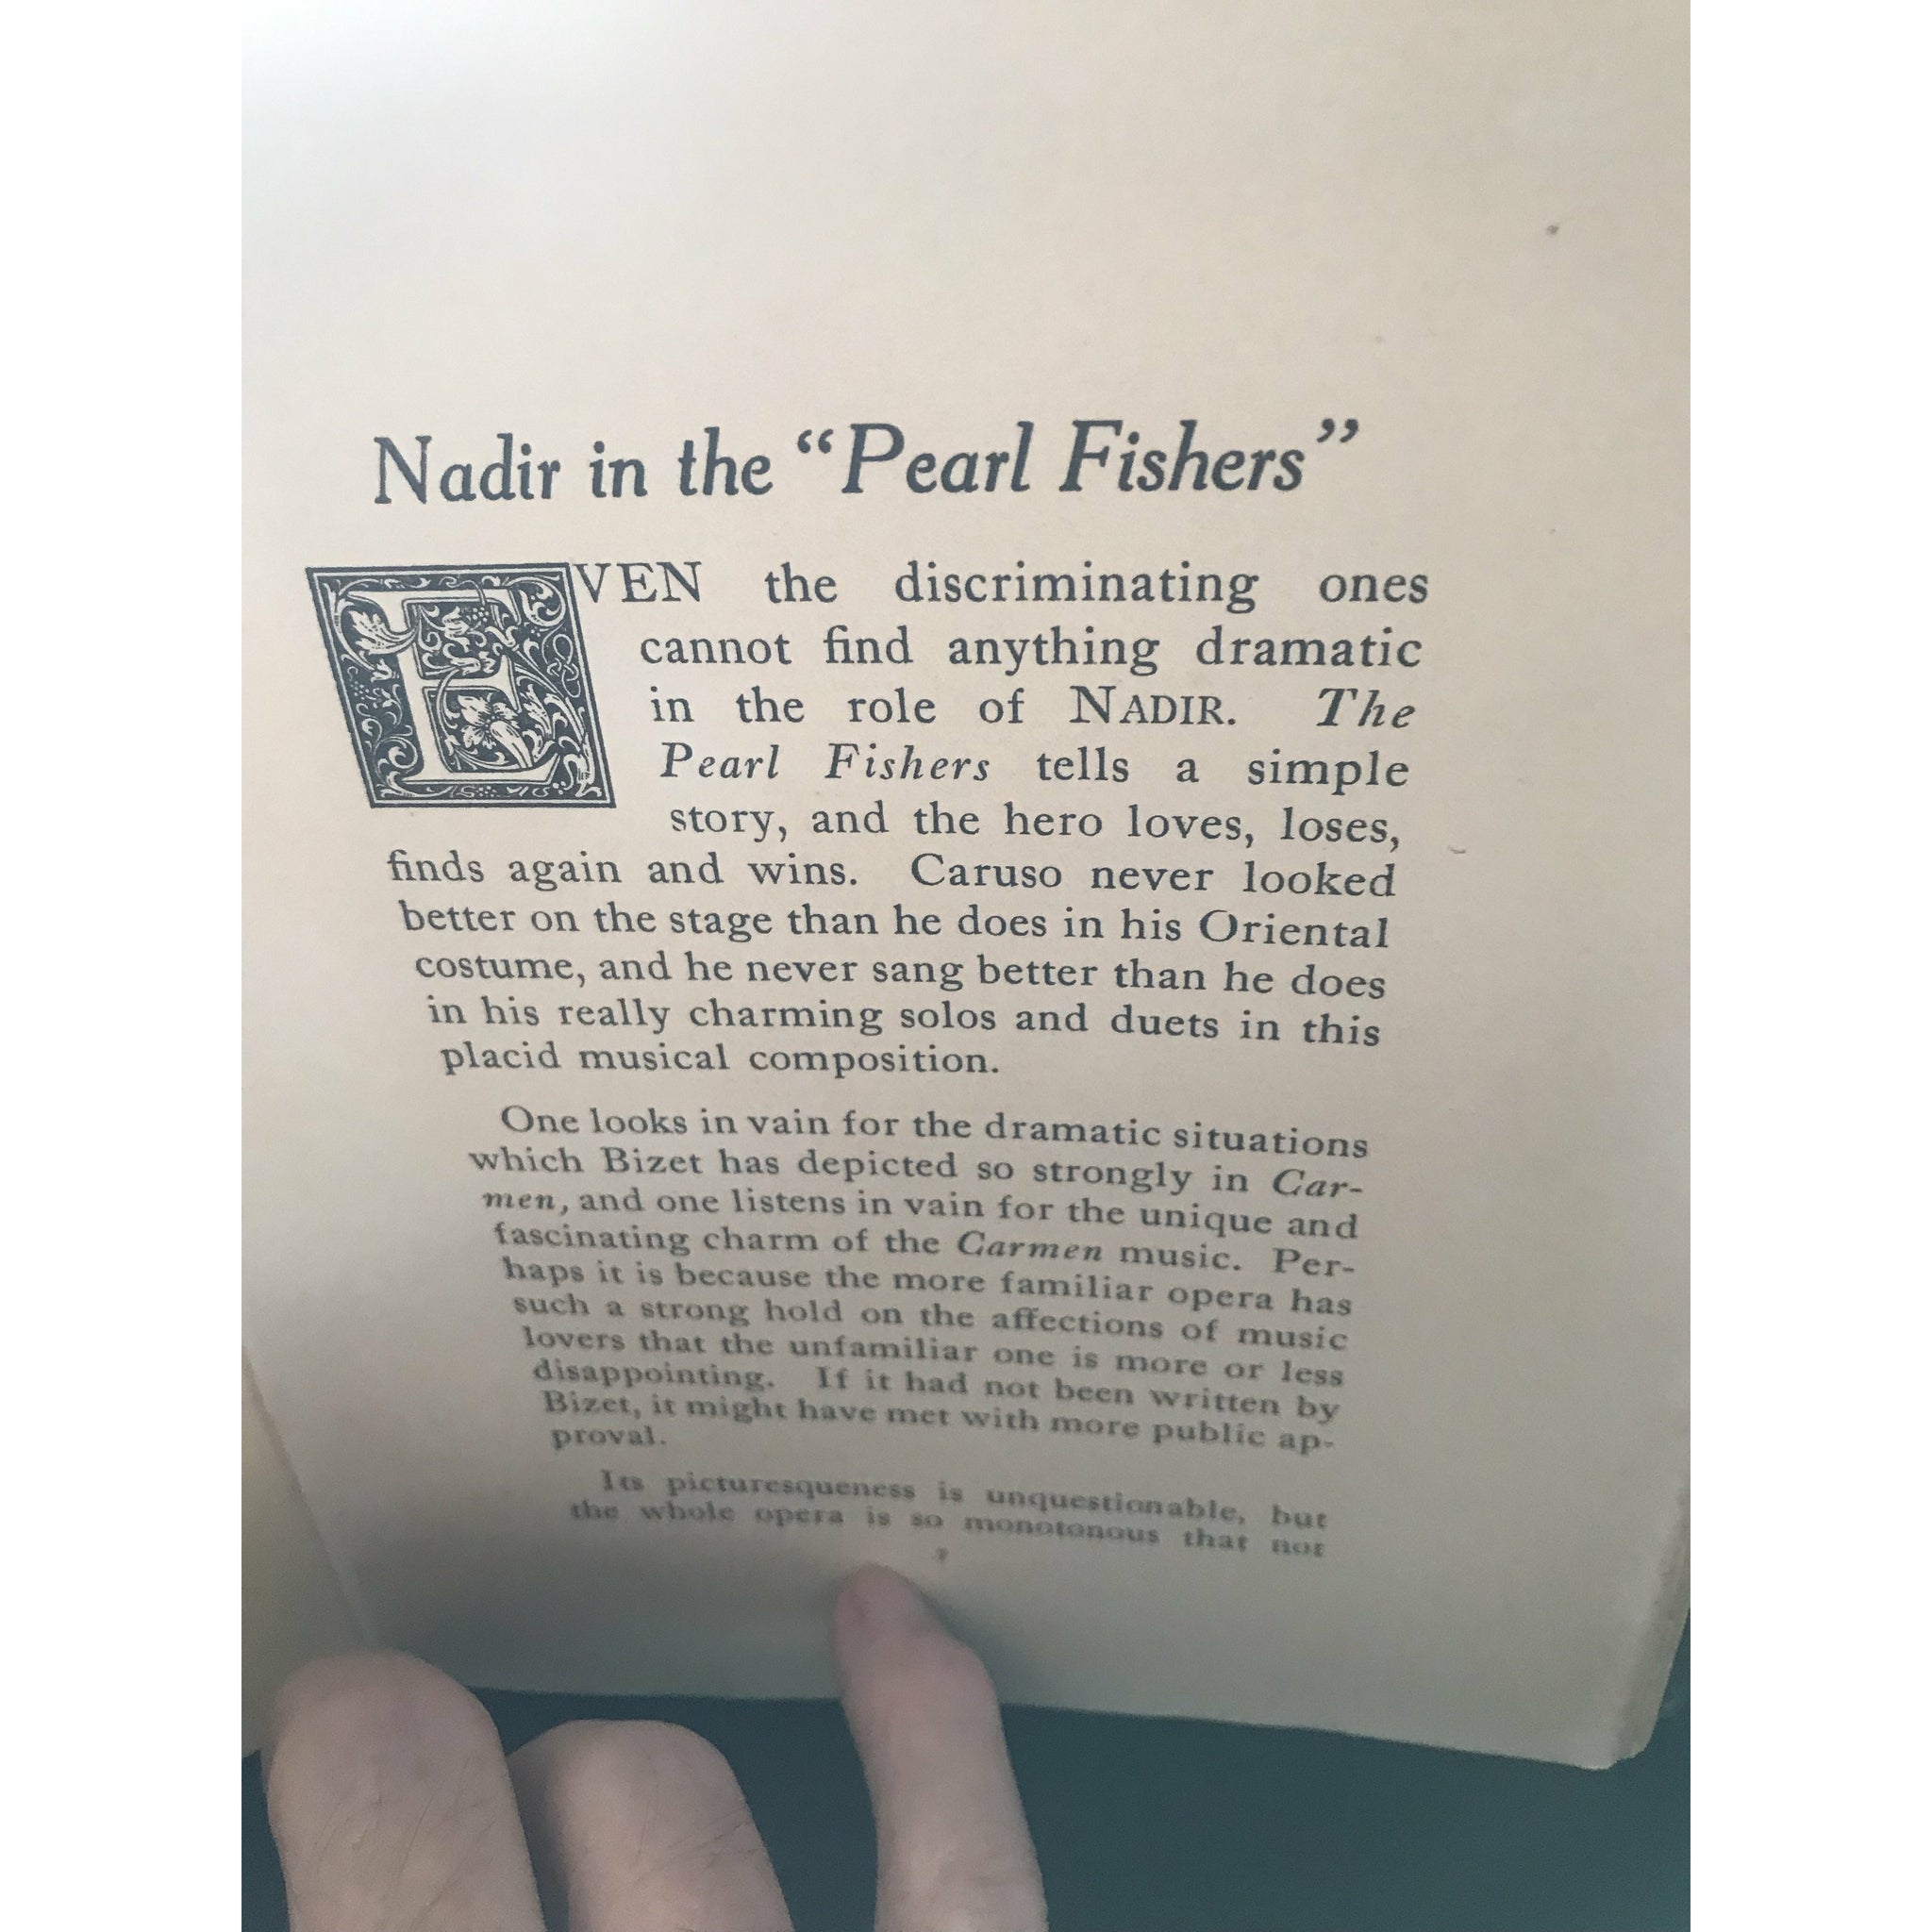 Nadir in the “Pearl Fishers”
EVEN the discriminating ones
cannot find anything dramatic
in the role of NADIR. The
Pearl Fishers tells a simple
story, and the hero loves, loses,
finds again and wins. Caruso never looked
better on the stage than he does in his Oriental
costume, and he never sang better than he does
in his really charming solos and duets in this
placid musical composition.
One looks in vain for the dramatic situations
which Bizet has depicted so strongly in Car-
men, and one listens in vain for the unique and
fascinating charm of the Carmen music. Per-
haps it is because the more familiar opera has
such a strong hold on the affections of music
lovers that the unfamiliar one is more or less
disappointing. If it had not been written by
Bizet, it might have met with more public ap-
proval.
Its picturesqueness is unquestionable, but
the whole opera is so monotonous that not